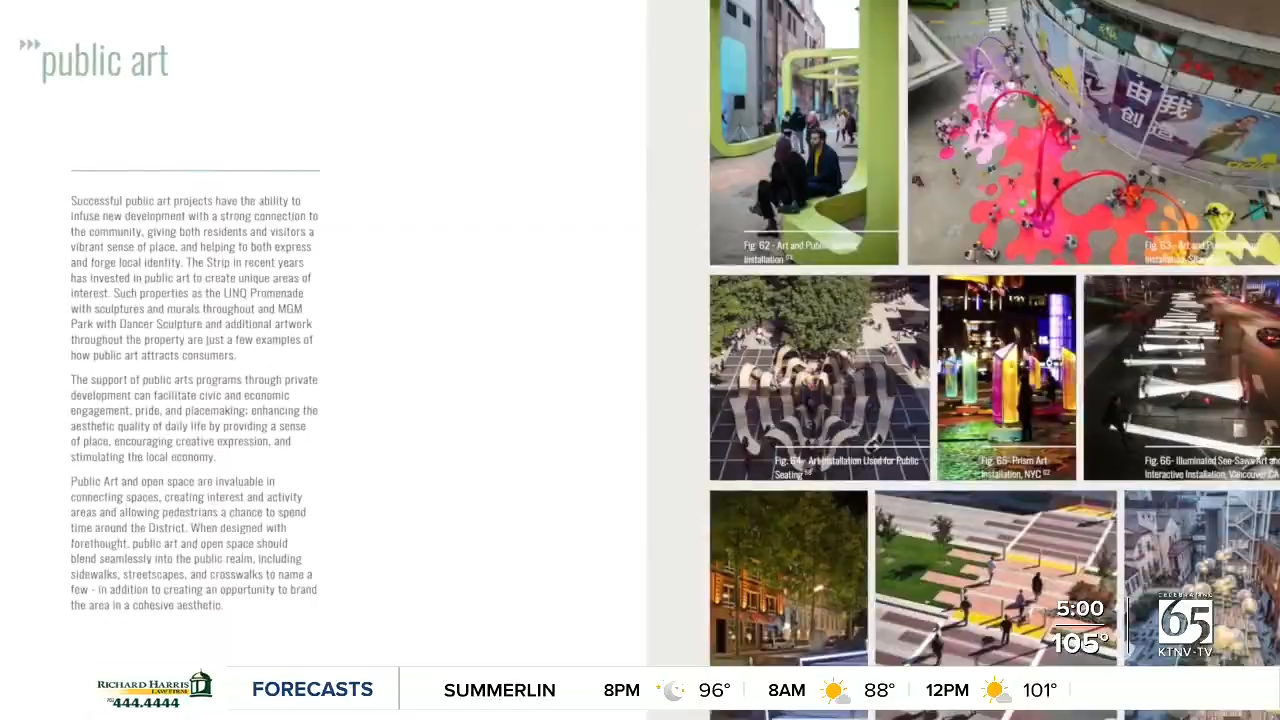 public art
Successful public art projects have the ability to
infuse new development with a strong connection to
the community, giving both residents and visitors a
vibrant sense of place, and helping to both express
and forge local identity. The Strip in recent years
has invested in public art to create unique areas of
interest. Such properties as the LINQ Promenade
with sculptures and murals throughout and MGM
Park with Dancer Sculpture and additional artwork
throughout the property are just a few examples of
how public art attracts consumers.
The support of public arts programs through private
development can facilitate civic and economic
engagement, pride, and placemaking; enhancing the
aesthetic quality of daily life by providing a sense
of place, encouraging creative expression, and
stimulating the local economy.
Public Art and open space are invaluable in
connecting spaces, creating interest and activity
areas and allowing pedestrians a chance to spend
time around the District. When designed with
forethought, public art and open space should
blend seamlessly into the public realm, including
sidewalks, streetscapes, and crosswalks to name a
few - in addition to creating an opportunity to brand
the area in a cohesive aesthetic.
由我
创造
Fig. 62 - Art and Public
Installation
Fig. 63 - Art and
Installation
Fig. 64 - Art Installation Used for Public
Seating
Fig. 65 - Prism Art
Installation, NYC
Fig. 66 - Illuminated See-Saws Art and
Interactive Installation, Vancouver CA
5:00
105°
CELEBRATING
65
KTNV-TV
RICHARD HARRIS
LAW FIRM
702 444.4444
FORECASTS
SUMMERLIN
8PM 96°
8AM 88°
12PM 101°